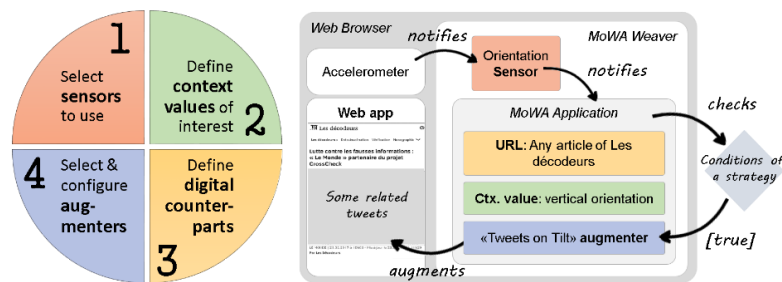 1
Select
sensors
to use
Define
context
values of
interest
2
4
Select &
configure
aug-
menters
Define
digital
counter-
parts
3
Web Browser
notifies
MoWA Weaver
Accelerometer
Orientation
Sensor
notifies
Web app
Les décodeurs
Lutte contre les fausses informations :
« Le Monde » partenaire du projet
CrossCheck
Some related
tweets
MoWA Application
URL: Any article of Les
décodeurs
Ctx. value: vertical orientation
«Tweets on Tilt» augmenter
checks
Conditions of
a strategy
[true]
augments